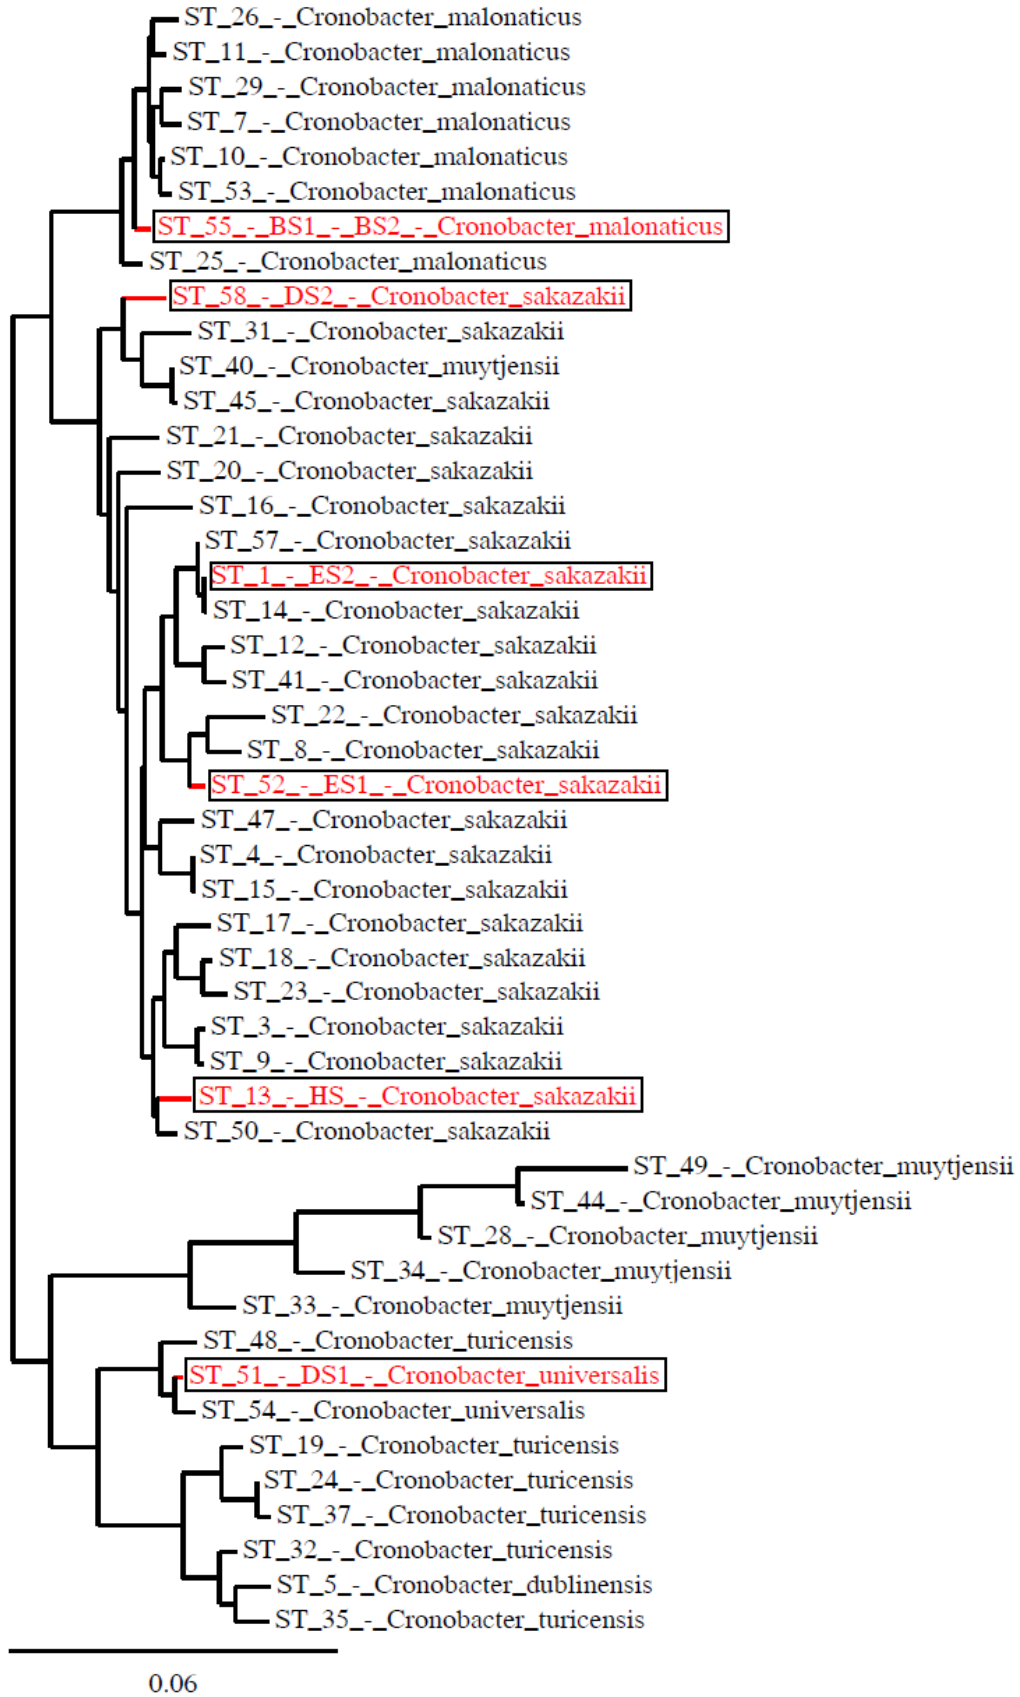 ST_26_-_Cronobacter_malonaticus
ST_11_-_Cronobacter_malonaticus
ST_29_-_Cronobacter_malonaticus
ST_7_-_Cronobacter_malonaticus
ST_10_-_Cronobacter_malonaticus
ST_53_-_Cronobacter_malonaticus
ST_55_-_BS1_-_BS2_-_Cronobacter_malonaticus
ST_25_-_Cronobacter_malonaticus
ST_58_-_DS2_-_Cronobacter_sakazakii
ST_31_-_Cronobacter_sakazakii
ST_40_-_Cronobacter_muytjensii
ST_45_-_Cronobacter_sakazakii
ST_21_-_Cronobacter_sakazakii
ST_20_-_Cronobacter_sakazakii
ST_16_-_Cronobacter_sakazakii
ST_57_-_Cronobacter_sakazakii
ST_1_-_ES2_-_Cronobacter_sakazakii
ST_14_-_Cronobacter_sakazakii
ST_12_-_Cronobacter_sakazakii
ST_41_-_Cronobacter_sakazakii
ST_22_-_Cronobacter_sakazakii
ST_8_-_Cronobacter_sakazakii
ST_52_-_ES1_-_Cronobacter_sakazakii
ST_47_-_Cronobacter_sakazakii
ST_4_-_Cronobacter_sakazakii
ST_15_-_Cronobacter_sakazakii
ST_17_-_Cronobacter_sakazakii
ST_18_-_Cronobacter_sakazakii
ST_23_-_Cronobacter_sakazakii
ST_3_-_Cronobacter_sakazakii
ST_9_-_Cronobacter_sakazakii
ST_13_-_HS_-_Cronobacter_sakazakii
ST_50_-_Cronobacter_sakazakii
ST_49_-_Cronobacter_muytjensii
ST_44_-_Cronobacter_muytjensii
ST_28_-_Cronobacter_muytjensii
ST_34_-_Cronobacter_muytjensii
ST_33_-_Cronobacter_muytjensii
ST_48_-_Cronobacter_turicensis
ST_51_-_DS1_-_Cronobacter_universalis
ST_54_-_Cronobacter_universalis
ST_19_-_Cronobacter_turicensis
ST_24_-_Cronobacter_turicensis
ST_37_-_Cronobacter_turicensis
ST_32_-_Cronobacter_turicensis
ST_5_-_Cronobacter_dublinensis
ST_35_-_Cronobacter_turicensis
0.06